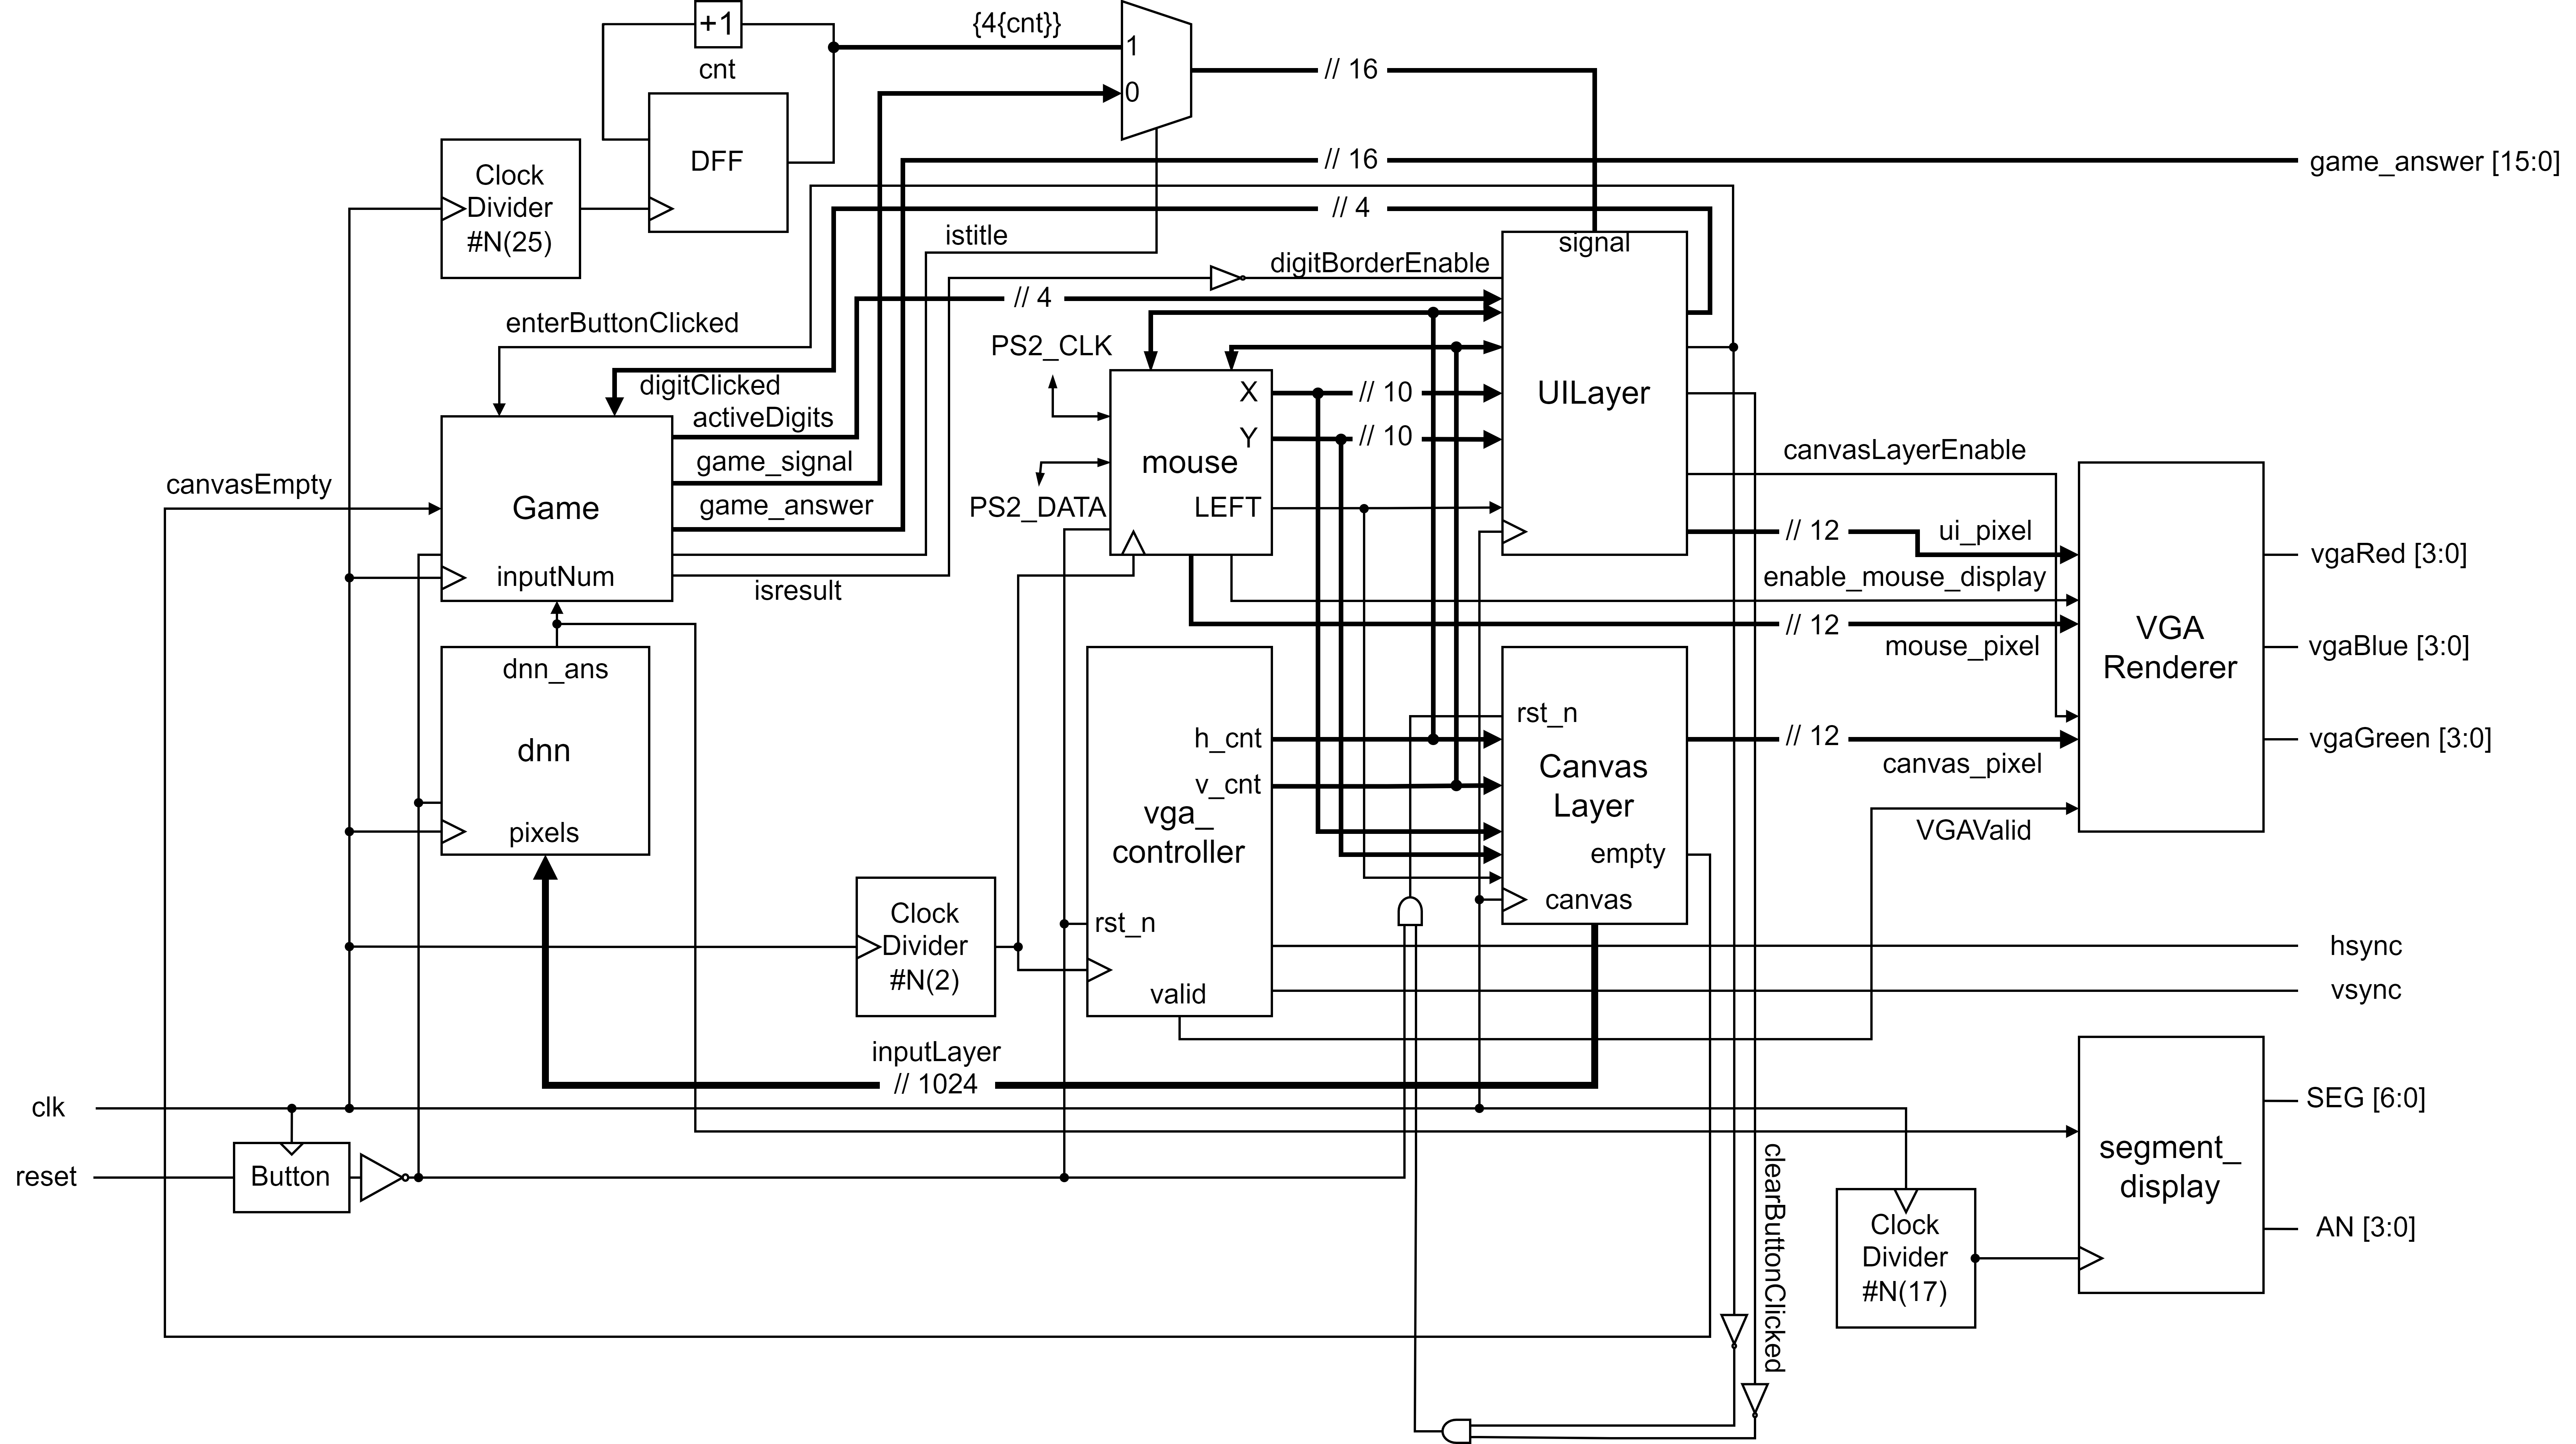 +1
cnt
{4{cnt}}
1
0
// 16
DFF
Clock
Divider
#N(25)
// 16
game_answer [15:0]
// 4
istitle
signal
digitBorderEnable
// 4
enterButtonClicked
PS2_CLK
digitClicked
activeDigits
X
// 10
UILayer
Y
// 10
mouse
game_signal
canvasEmpty
canvasLayerEnable
game_answer
PS2_DATA
LEFT
Game
// 12
ui_pixel
vgaRed [3:0]
inputNum
isresult
enable_mouse_display
// 12
mouse_pixel
VGA
Renderer
vgaBlue [3:0]
dnn_ans
dnn
pixels
rst_n
h_cnt
v_cnt
vga_
controller
Canvas
Layer
// 12
canvas_pixel
vgaGreen [3:0]
VGAValid
empty
canvas
Clock
Divider
#N(2)
rst_n
valid
hsync
vsync
inputLayer
// 1024
clk
reset
Button
clearButtonClicked
segment_
display
SEG [6:0]
AN [3:0]
Clock
Divider
#N(17)